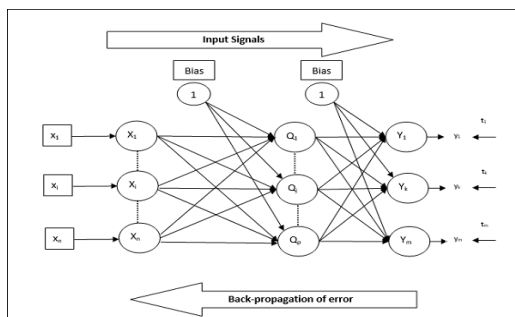 Input Signals
Bias
Bias
1
1
x₁
X₁
Q₁
Y₁
y₁
t₁
xᵢ
Xᵢ
Qⱼ
Yₖ
yₖ
tₖ
xₙ
Xₙ
Qₚ
Yₘ
yₘ
tₘ
Back-propagation of error